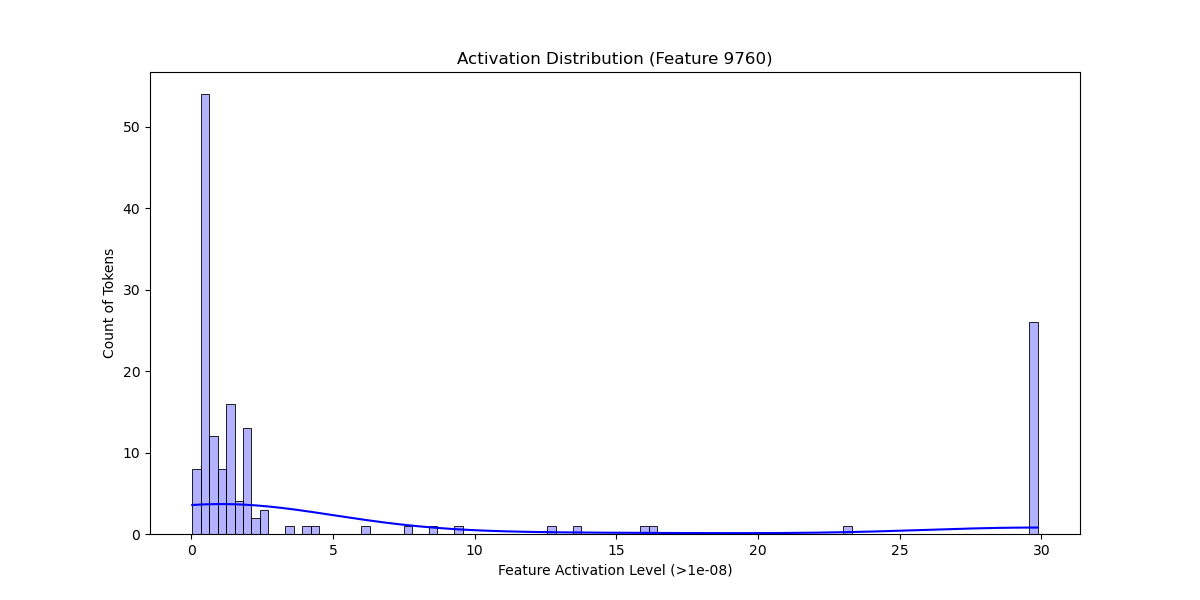 Activation Distribution (Feature 9760)
Count of Tokens
50
40
30
20
10
0
0 5 10 15 20 25 30
Feature Activation Level (>1e-08)